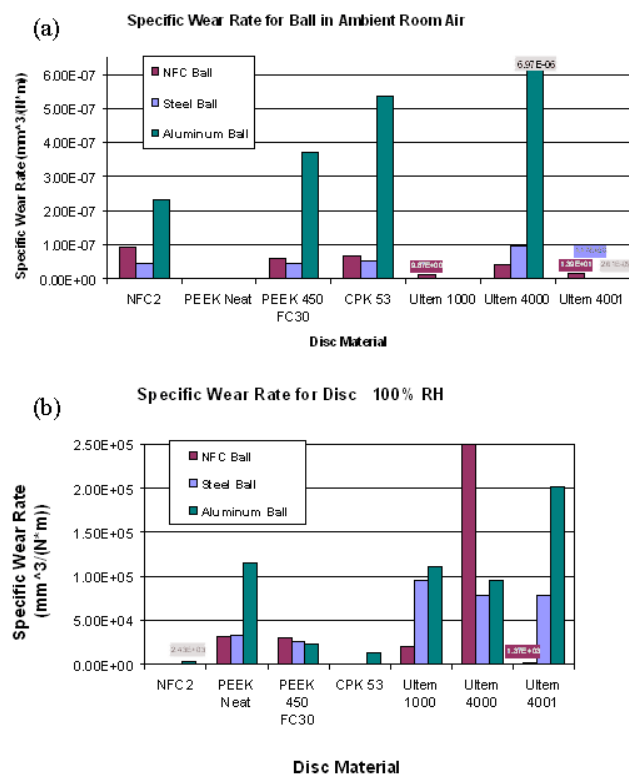 (a)
Specific Wear Rate for Ball in Ambient Room Air
Specific Wear Rate (mm^3/(N*m)
6.00E-07
5.00E-07
4.00E-07
3.00E-07
2.00E-07
1.00E-07
0.00E+00
NFC Ball
Steel Ball
Aluminum Ball
6.97E-06
1.39E+01
NFC2
PEEK Neat
PEEK 450 FC30
CPK 53
Ultem 1000
Ultem 4000
Ultem 4001
Disc Material
(b)
Specific Wear Rate for Disc 100% RH
Specific Wear Rate
(mm^3/(N*m)
2.50E+05
2.00E+05
1.50E+05
1.00E+05
5.00E+04
0.00E+00
NFC Ball
Steel Ball
Aluminum Ball
2.43E+03
1.37E+03
NFC 2
PEEK Neat
PEEK 450 FC30
CPK 53
Ultem 1000
Ultem 4000
Ultem 4001
Disc Material